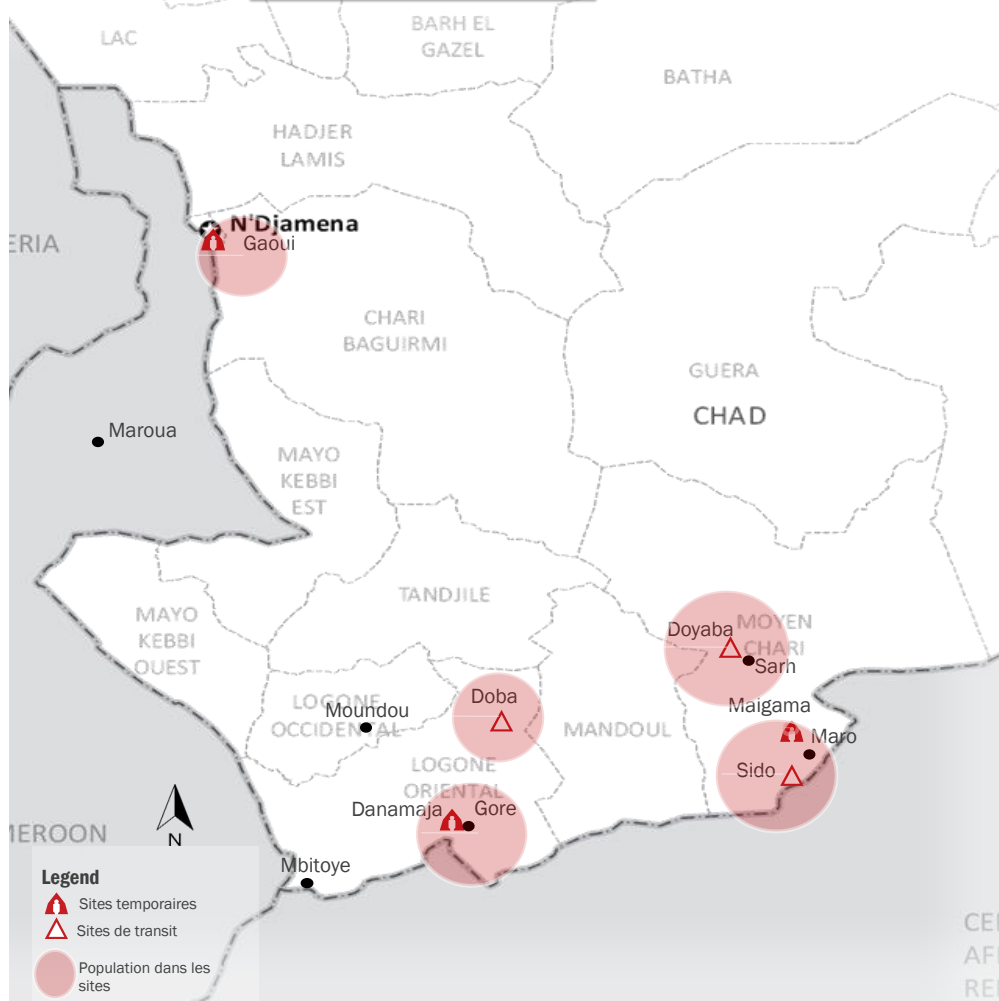 LAC
BARH EL
GAZEL
BATHA
HADJER
LAMIS
N'Djamena
Gaoui
ERIA
CHARI
BAGUIRMI
GUERA
CHAD
Maroua
MAYO
KEBBI
EST
TANDJILE
MAYO
KEBBI
OUEST
Doyaba
MOYEN
CHARI
Sarh
Doba
LOGONE
OCCIDENTAL
Moundou
MANDOUL
Maigama
Maro
Sido
LOGONE
ORIENTAL
Danamaja
Gore
MEROON
N
Mbitoye
Legend
Sites temporaires
Sites de transit
Population dans les
sites
CE
AF
RE